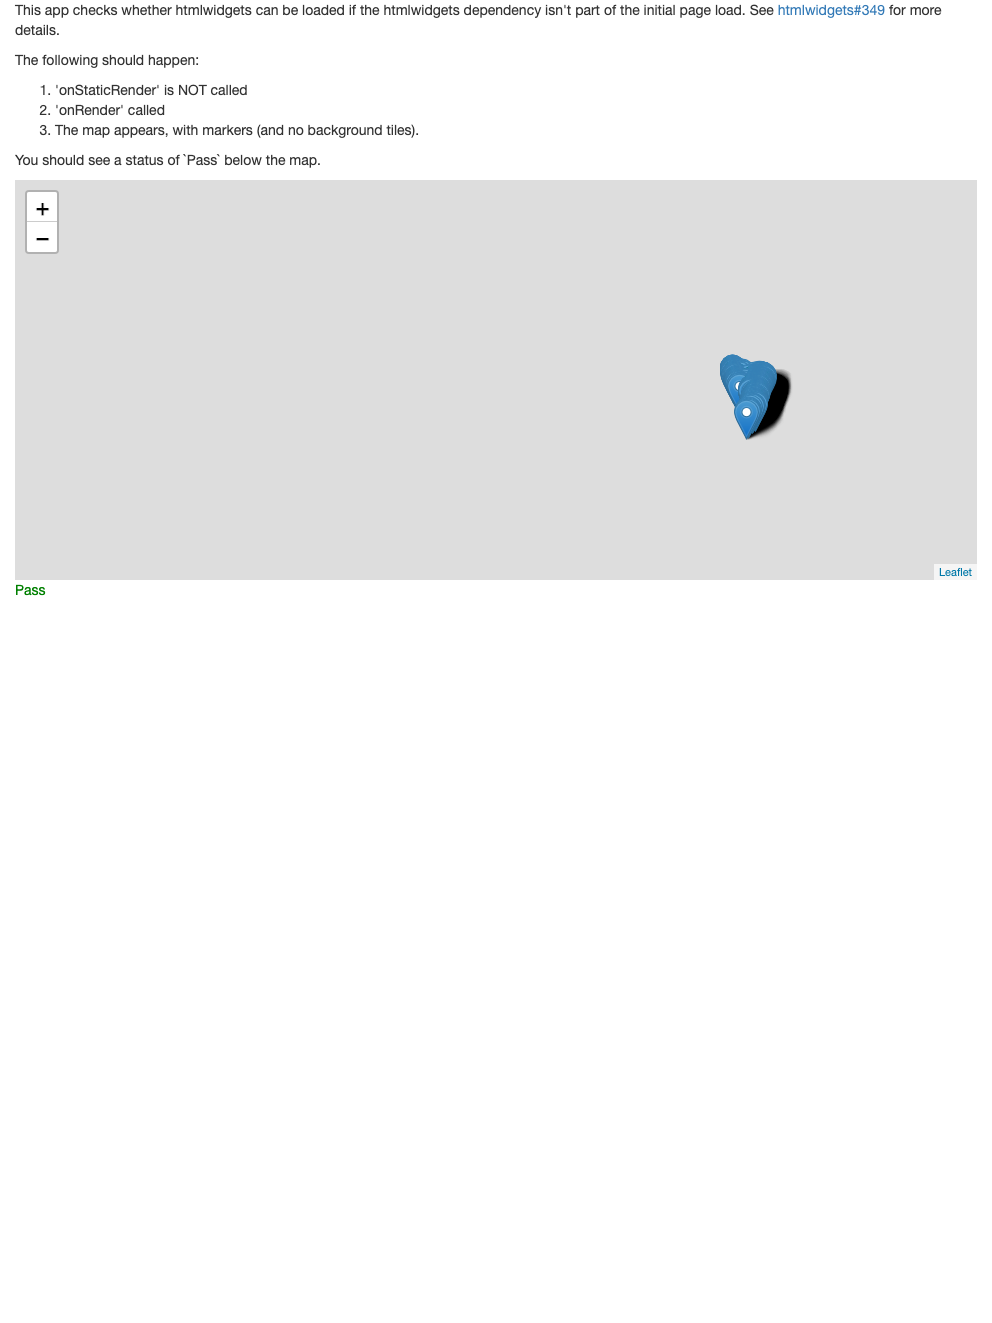 This app checks whether htmlwidgets can be loaded if the htmlwidgets dependency isn't part of the initial page load. See htmlwidgets#349 for more
details.
The following should happen:
1. 'onStaticRender' is NOT called
2. 'onRender' called
3. The map appears, with markers (and no background tiles).
You should see a status of `Pass` below the map.
+
−
Leaflet
Pass